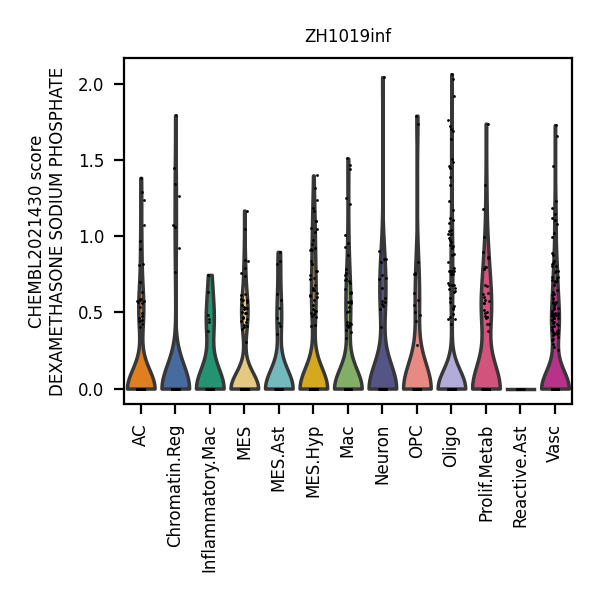 ZH1019inf
CHEMBL2021430 score
DEXAMETHASONE SODIUM PHOSPHATE
2.0
1.5
1.0
0.5
0.0
AC
Chromatin.Reg
Inflammatory.Mac
MES
MES.Ast
MES.Hyp
Mac
Neuron
OPC
Oligo
Prolif.Metab
Reactive.Ast
Vasc